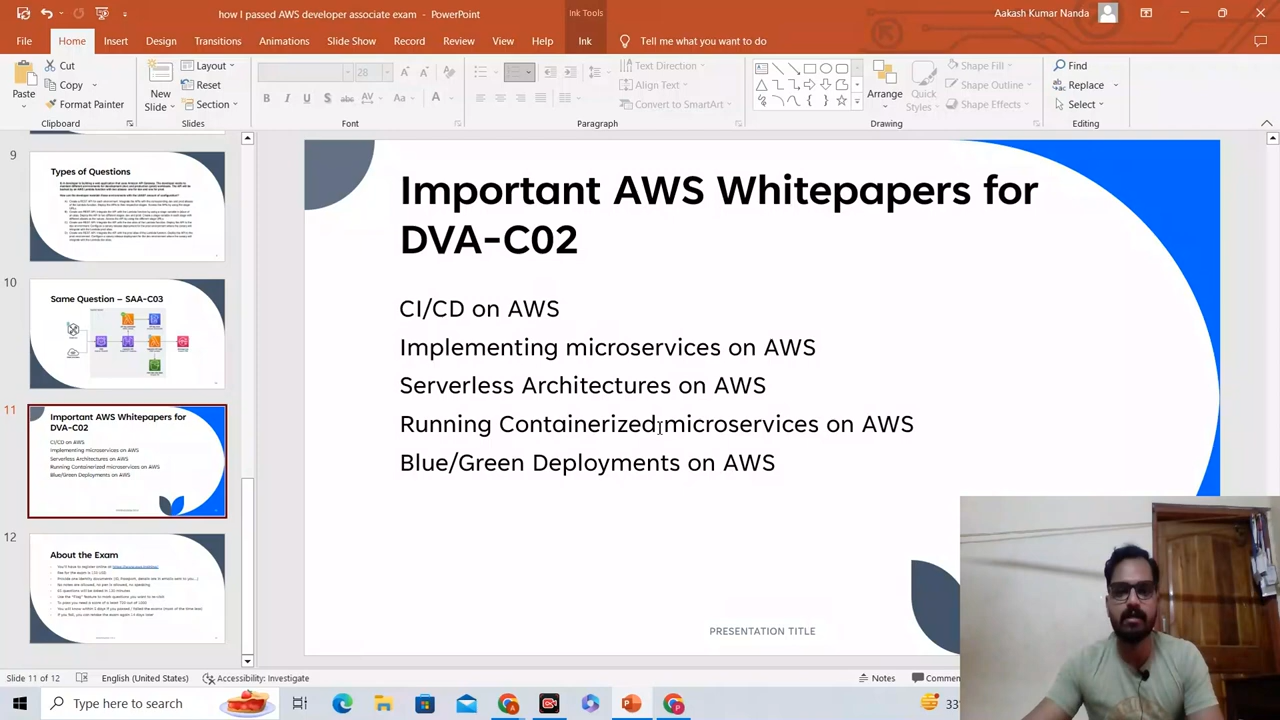 how I passed AWS developer associate exam - PowerPoint
Ink Tools
Aakash Kumar Nanda
File Home Insert Design Transitions Animations Slide Show Record Review View Help Ink Tell me what you want to do
Paste
Cut
Copy
Format Painter
Clipboard
New Slide
Layout
Reset
Section
Slides
28
Font
Text Direction
Align Text
Convert to SmartArt
Paragraph
Arrange
Quick Styles
Shape Fill
Shape Outline
Shape Effects
Drawing
Find
Replace
Select
Editing
9
Types of Questions
10
Same Question – SAA-C03
11
Important AWS Whitepapers for
DVA-C02
CI/CD on AWS
Implementing microservices on AWS
Serverless Architectures on AWS
Running Containerized microservices on AWS
Blue/Green Deployments on AWS
12
About the Exam
Important AWS Whitepapers for
DVA-C02
CI/CD on AWS
Implementing microservices on AWS
Serverless Architectures on AWS
Running Containerized microservices on AWS
Blue/Green Deployments on AWS
PRESENTATION TITLE
Slide 11 of 12 English (United States) Accessibility: Investigate Notes
Type here to search